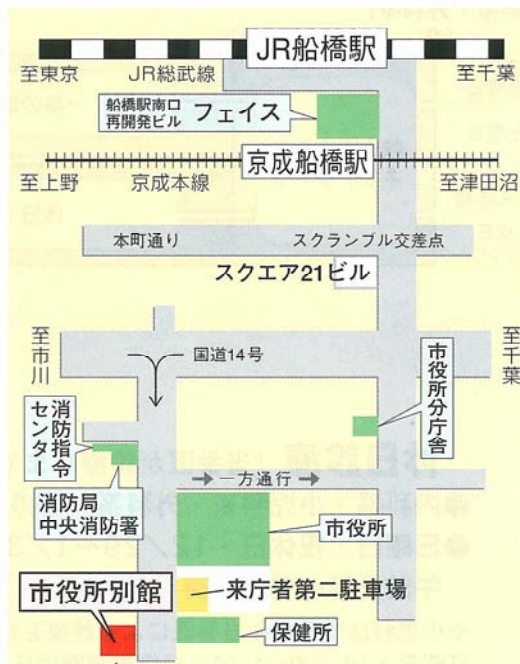 JR船橋駅
至東京
JR総武線
至千葉
船橋駅南口
再開発ビル
フェイス
京成船橋駅
至上野
京成本線
至津田沼
本町通り
スクランブル交差点
スクエア21ビル
至市川
国道14号
至千葉
市役所分庁舎
消防指令
センター
一方通行
消防局
中央消防署
市役所
市役所別館
来庁者第二駐車場
保健所